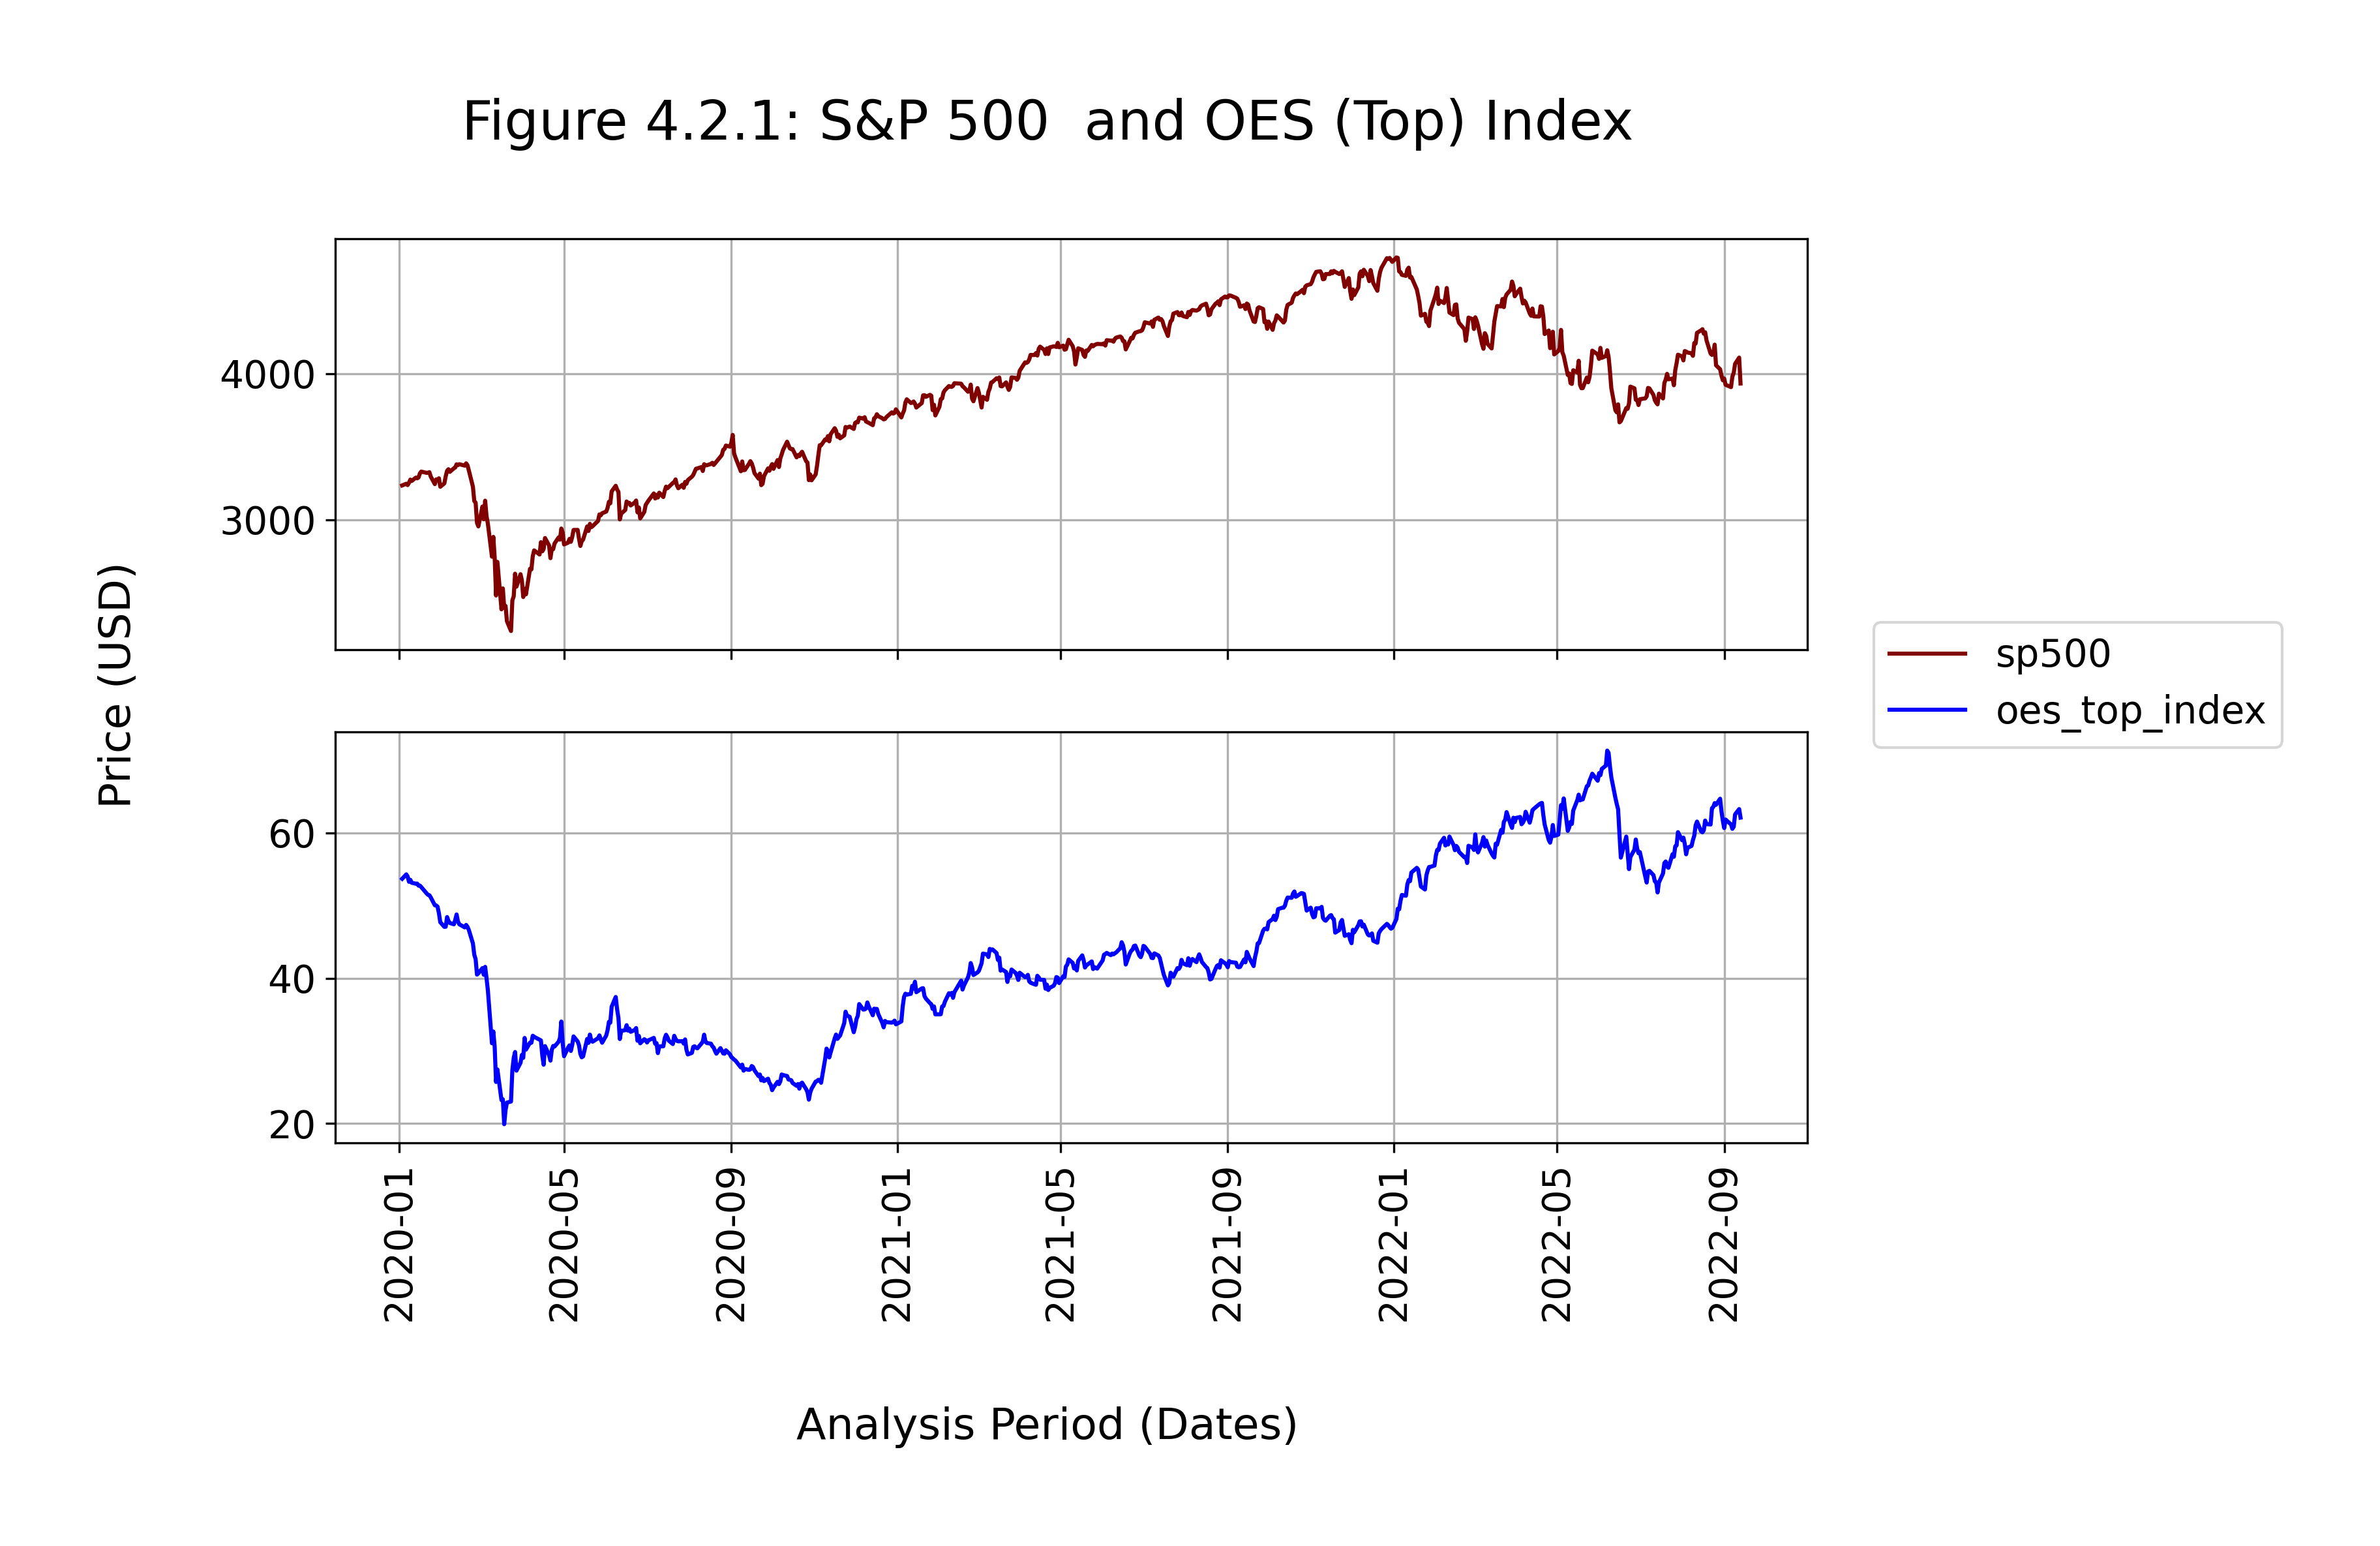 Figure 4.2.1: S&P 500  and OES (Top) Index
Price (USD)
4000
3000
60
40
20
2020-01
2020-05
2020-09
2021-01
2021-05
2021-09
2022-01
2022-05
2022-09
Analysis Period (Dates)
sp500
oes_top_index